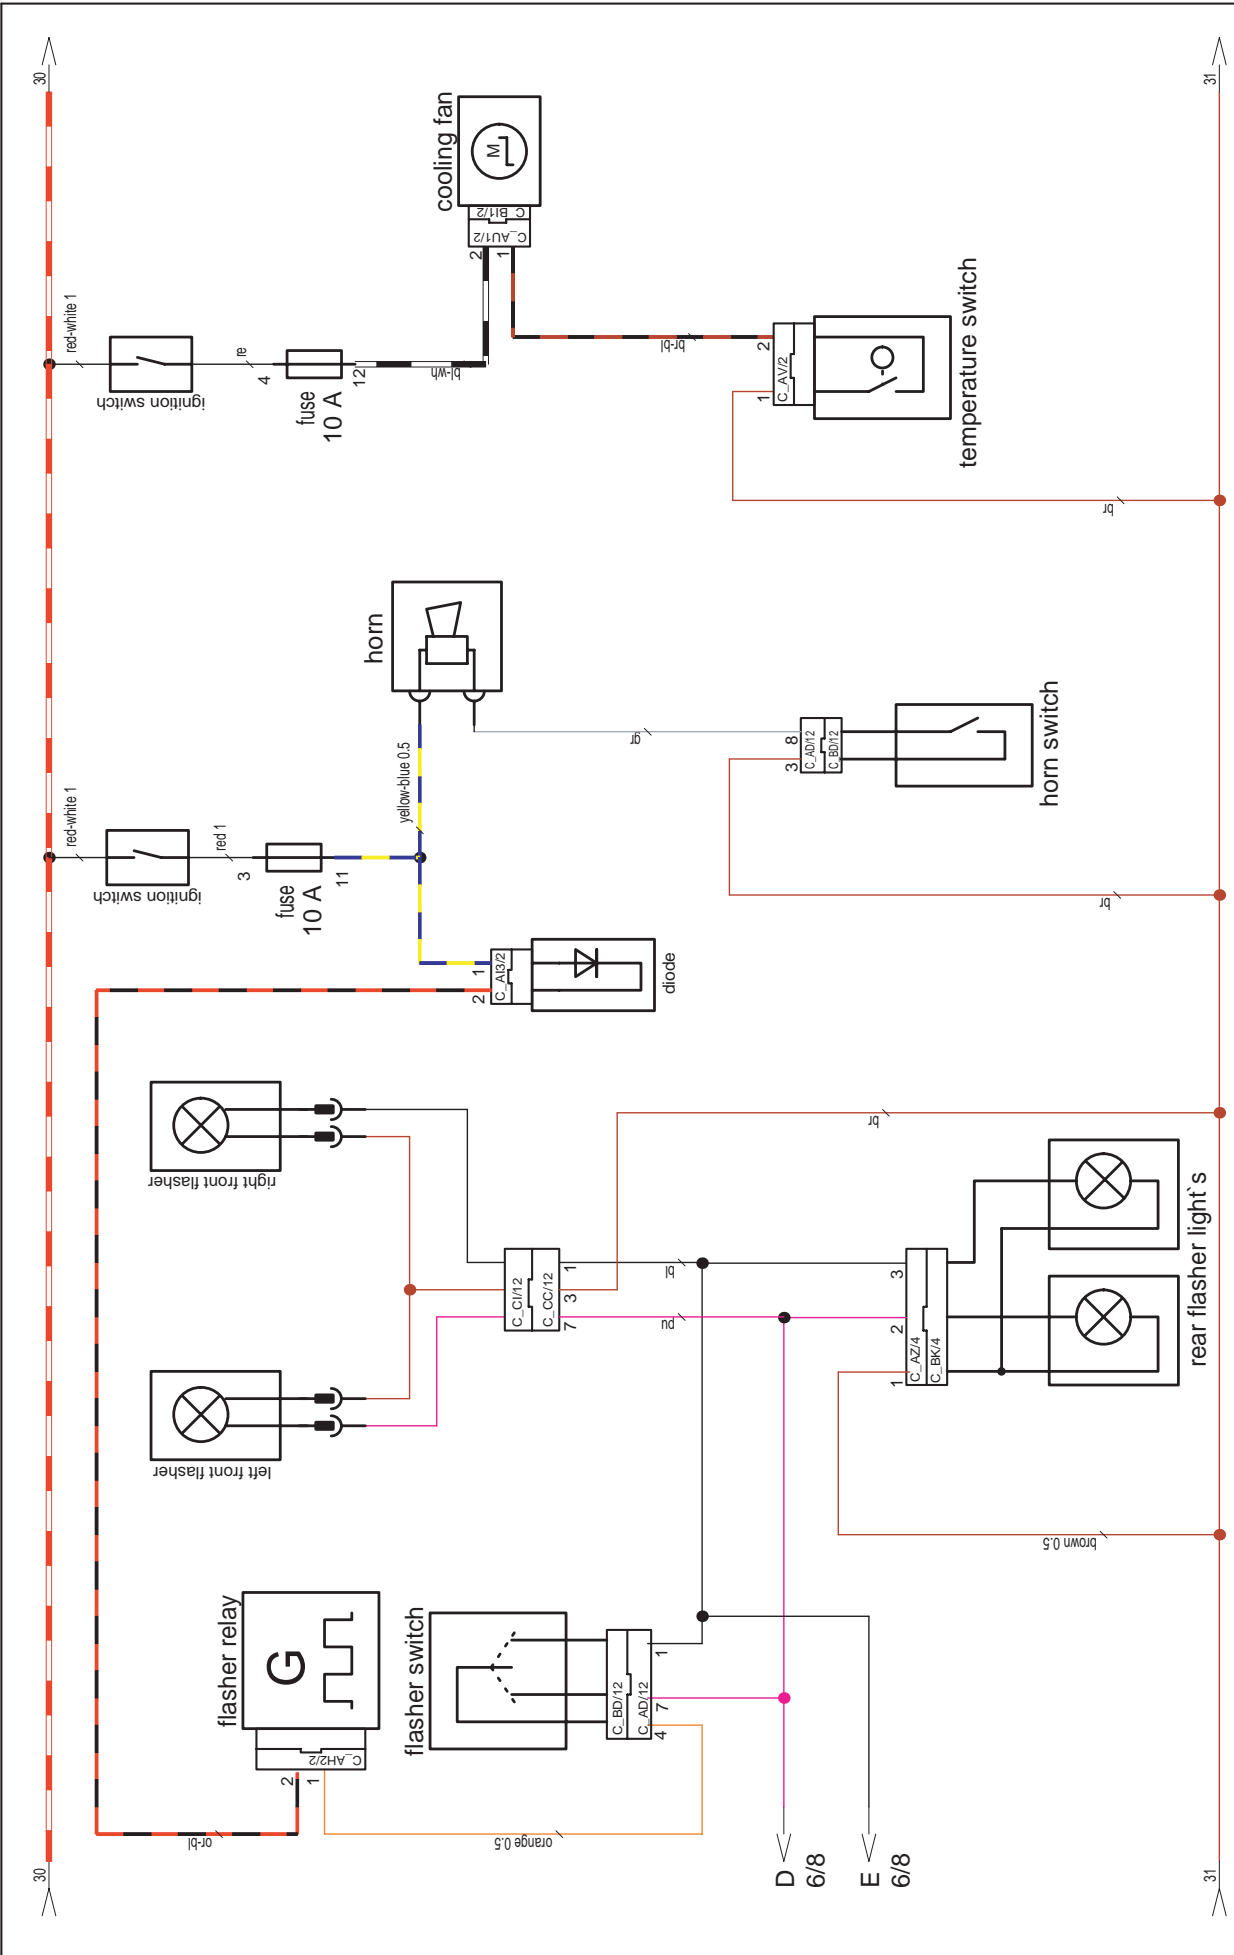 30
30
31
31
red-white 1
ignition switch
re
4
fuse
10 A
12
bl-wh
cooling fan
M
C_BI1/2
C_AU1/2
2
1
br-bl
2
1
C_AV/2
temperature switch
br
red-white 1
ignition switch
red 1
3
fuse
10 A
11
yellow-blue 0.5
horn
gr
8
3
C_AD/12
C_BD/12
horn switch
br
1
2
C_AI3/2
diode
right front flasher
left front flasher
C_CI/12
C_CC/12
1
3
7
bl
pu
br
3
2
1
C_AZ/4
C_BK/4
rear flasher light`s
brown 0.5
flasher relay
G
C_AH2/2
2
1
or-bl
orange 0.5
flasher switch
C_BD/12
C_AD/12
1
7
4
D
6/8
E
6/8